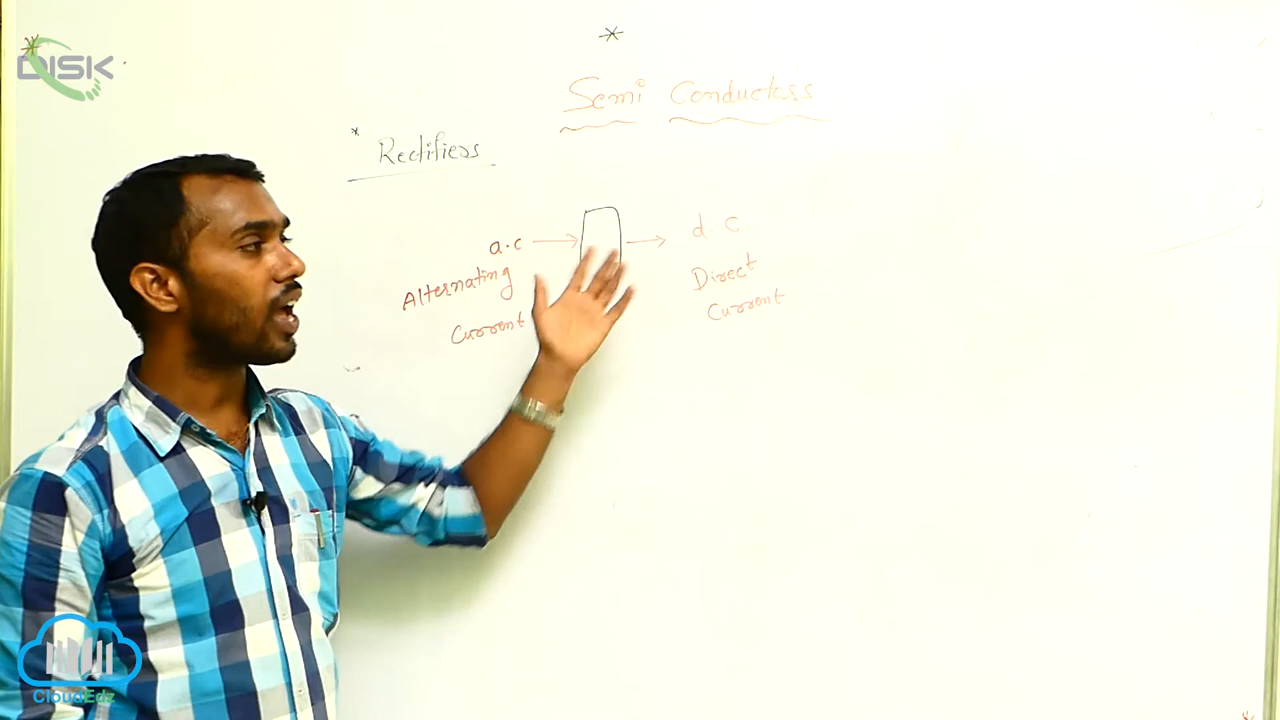 DISK
Semi Conductors
* Rectifiers
a.c
d.c
Alternating
Current
Direct
Current
CloudEdz